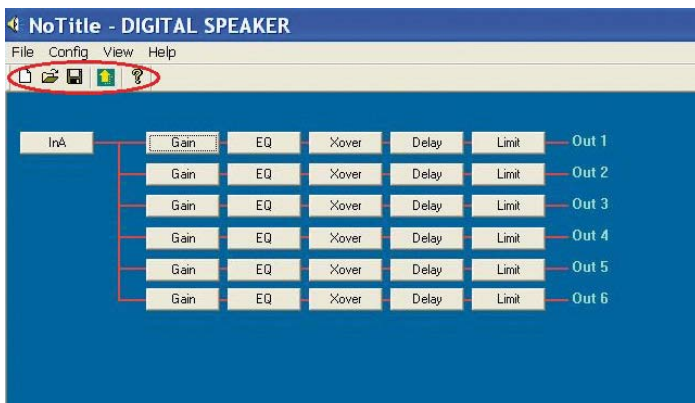 NoTitle - DIGITAL SPEAKER
File Config View Help
InA Gain EQ Xover Delay Limit Out 1
Gain EQ Xover Delay Limit Out 2
Gain EQ Xover Delay Limit Out 3
Gain EQ Xover Delay Limit Out 4
Gain EQ Xover Delay Limit Out 5
Gain EQ Xover Delay Limit Out 6